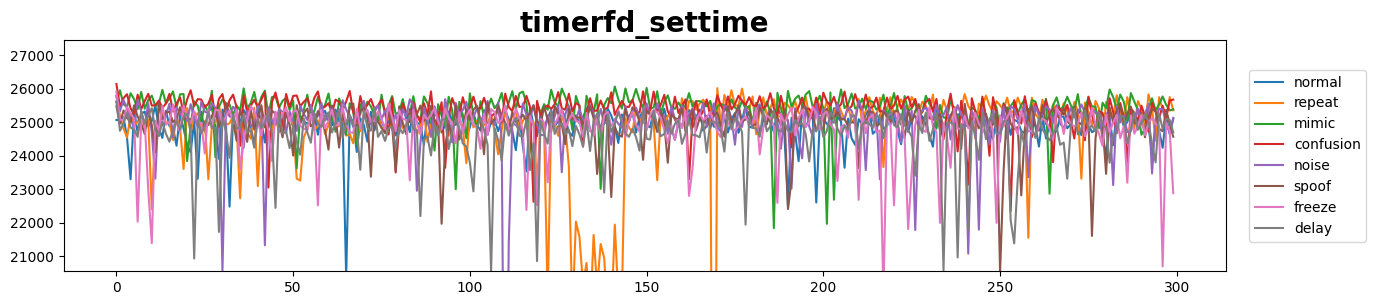 timerfd_settime
27000
26000
25000
24000
23000
22000
21000
0
50
100
150
200
250
300
normal
repeat
mimic
confusion
noise
spoof
freeze
delay